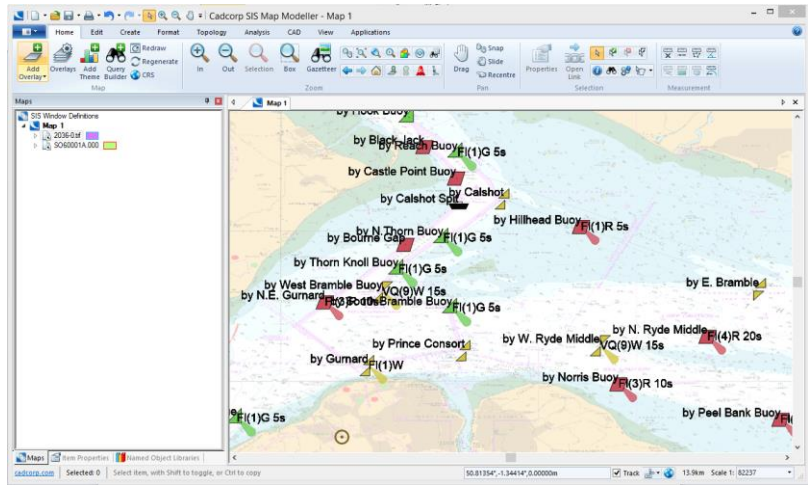 Cadcorp SIS Map Modeller - Map 1
Home Edit Create Format Topology Analysis CAD View Applications
Add Overlay
Overlays
Add Theme
Query Builder
Redraw
Regenerate
CRS
Map
In
Out
Selection
Box
Gazetteer
Zoom
Drag
Snap
Slide
Recentre
Pan
Properties
Open Link
Selection
Measurement
Maps
Map 1
SIS Window Definitions
Map 1
2036-0.tif
SO60001A.000
by Hook Buoy
by Black Jack
by Reach Buoy
Fl(1)G 5s
by Castle Point Buoy
by Calshot
by Calshot Spit
by Hillhead Buoy
Fl(1)R 5s
by N.Thorn Buoy
Fl(1)G 5s
by Bourne Gap
by Thorn Knoll Buoy
Fl(1)G 5s
by West Bramble Buoy
VQ(9)W 15s
by E. Bramble
by N.E. Gurnard
Bramble Buoy
Fl(1)G 5s
by Prince Consort
by W. Ryde Middle
VQ(9)W 15s
by N. Ryde Middle
Fl(4)R 20s
by Gurnard
Fl(1)W
by Norris Buoy
Fl(3)R 10s
by Peel Bank Buoy
Fl(1)G 5s
Maps Item Properties Named Object Libraries
cadcorp.com Selected: 0 Select item, with Shift to toggle, or Ctrl to copy 50.81354°,-1.34414°,0.00000m Track 13.9km Scale 1: 82237